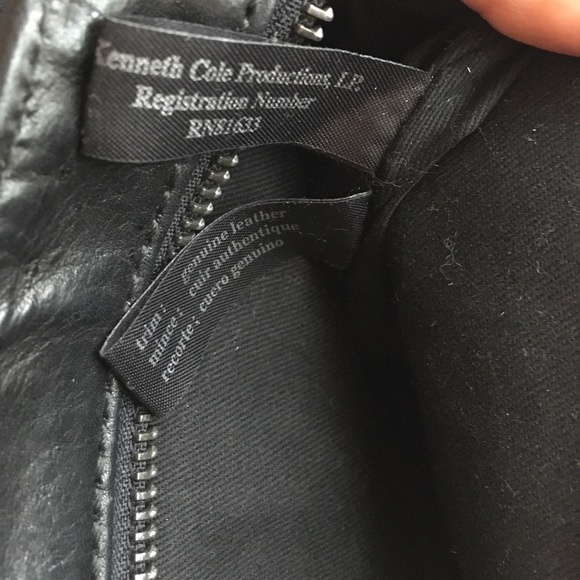 Kenneth Cole Productions, LP.
Registration Number
RN81633
trim: genuine leather
mince: cuir authentique
recorte: cuero genuino